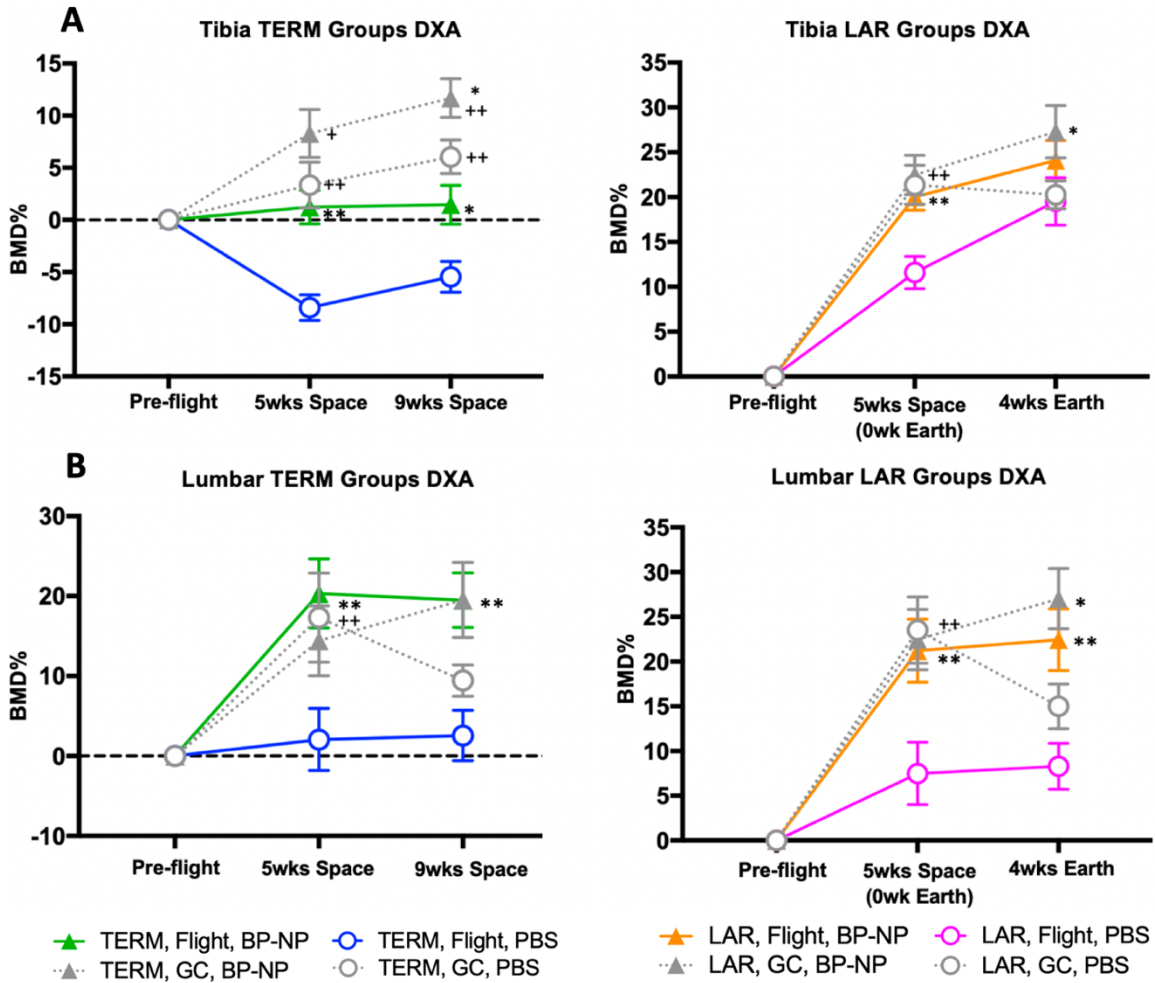 A
Tibia TERM Groups DXA
15
10
5
0
-5
-10
-15
BMD%
*
++
+
++
++
**
*
Pre-flight
5wks Space
9wks Space
Tibia LAR Groups DXA
35
30
25
20
15
10
5
0
BMD%
*
++
**
Pre-flight
5wks Space
(0wk Earth)
4wks Earth
B
Lumbar TERM Groups DXA
30
20
10
0
-10
BMD%
**
++
**
Pre-flight
5wks Space
9wks Space
Lumbar LAR Groups DXA
35
30
25
20
15
10
5
0
BMD%
++
**
*
**
Pre-flight
5wks Space
(0wk Earth)
4wks Earth
TERM, Flight, BP-NP
TERM, Flight, PBS
TERM, GC, BP-NP
TERM, GC, PBS
LAR, Flight, BP-NP
LAR, Flight, PBS
LAR, GC, BP-NP
LAR, GC, PBS